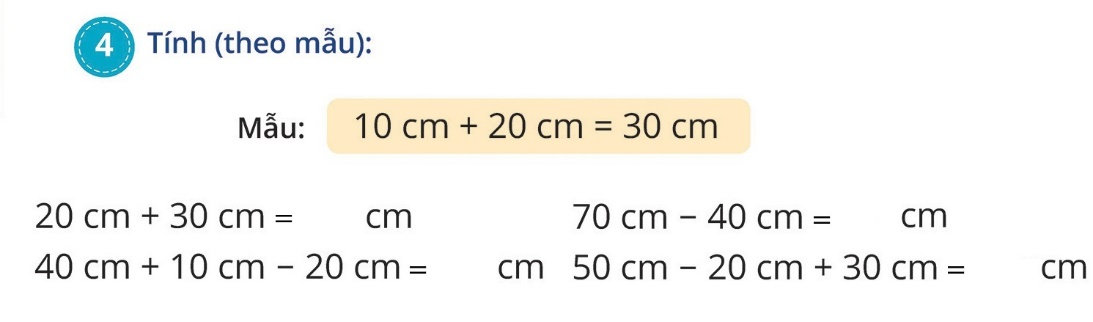 4 Tính (theo mẫu):
Mẫu: 10 cm + 20 cm = 30 cm
20 cm + 30 cm = cm 70 cm − 40 cm = cm
40 cm + 10 cm − 20 cm = cm 50 cm − 20 cm + 30 cm = cm